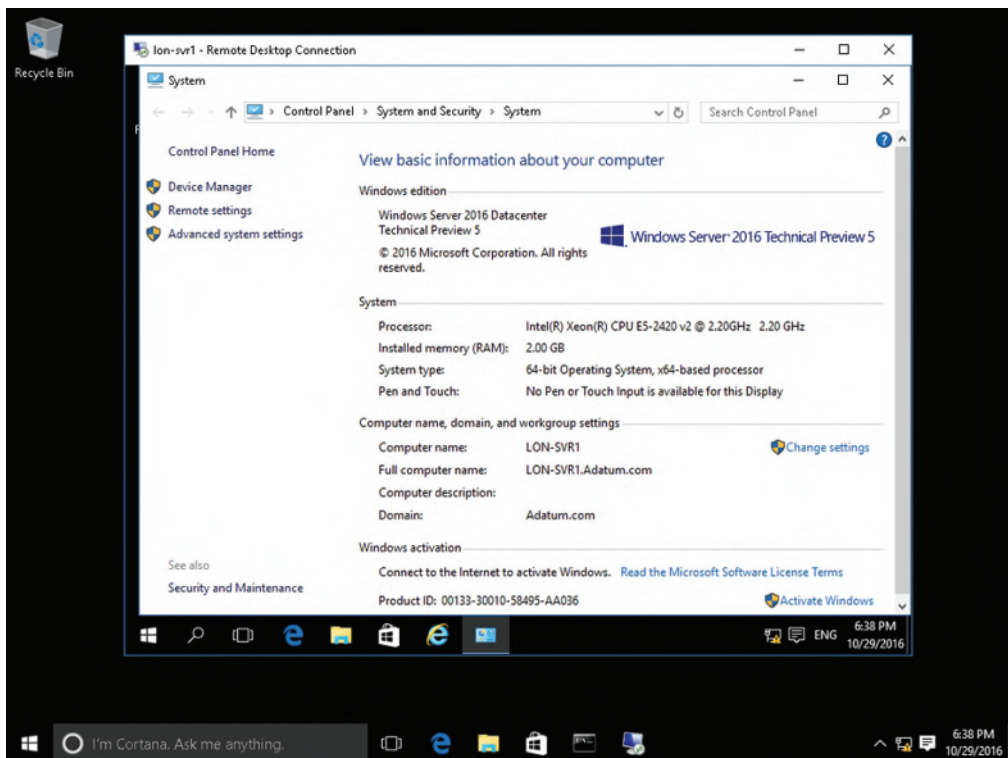 Recycle Bin
lon-svr1 - Remote Desktop Connection
System
Control Panel > System and Security > System
Search Control Panel
Control Panel Home
Device Manager
Remote settings
Advanced system settings
View basic information about your computer
Windows edition
Windows Server 2016 Datacenter
Technical Preview 5
© 2016 Microsoft Corporation. All rights
reserved.
Windows Server 2016 Technical Preview 5
System
Processor: Intel(R) Xeon(R) CPU E5-2420 v2 @ 2.20GHz 2.20 GHz
Installed memory (RAM): 2.00 GB
System type: 64-bit Operating System, x64-based processor
Pen and Touch: No Pen or Touch Input is available for this Display
Computer name, domain, and workgroup settings
Computer name: LON-SVR1
Change settings
Full computer name: LON-SVR1.Adatum.com
Computer description:
Domain: Adatum.com
Windows activation
Connect to the Internet to activate Windows. Read the Microsoft Software License Terms
Product ID: 00133-30010-58495-AA036
Activate Windows
See also
Security and Maintenance
ENG
6:38 PM
10/29/2016
I'm Cortana. Ask me anything.
6:38 PM
10/29/2016